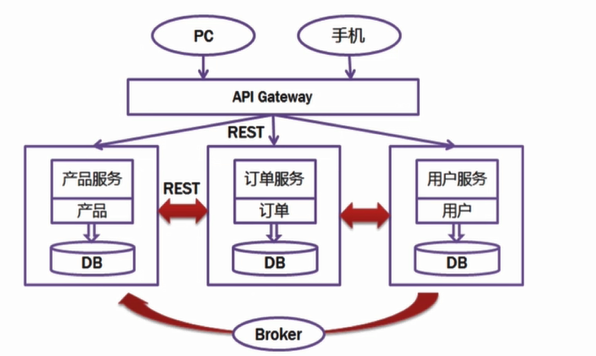 PC
手机
API Gateway
REST
产品服务
产品
DB
REST
订单服务
订单
DB
用户服务
用户
DB
Broker